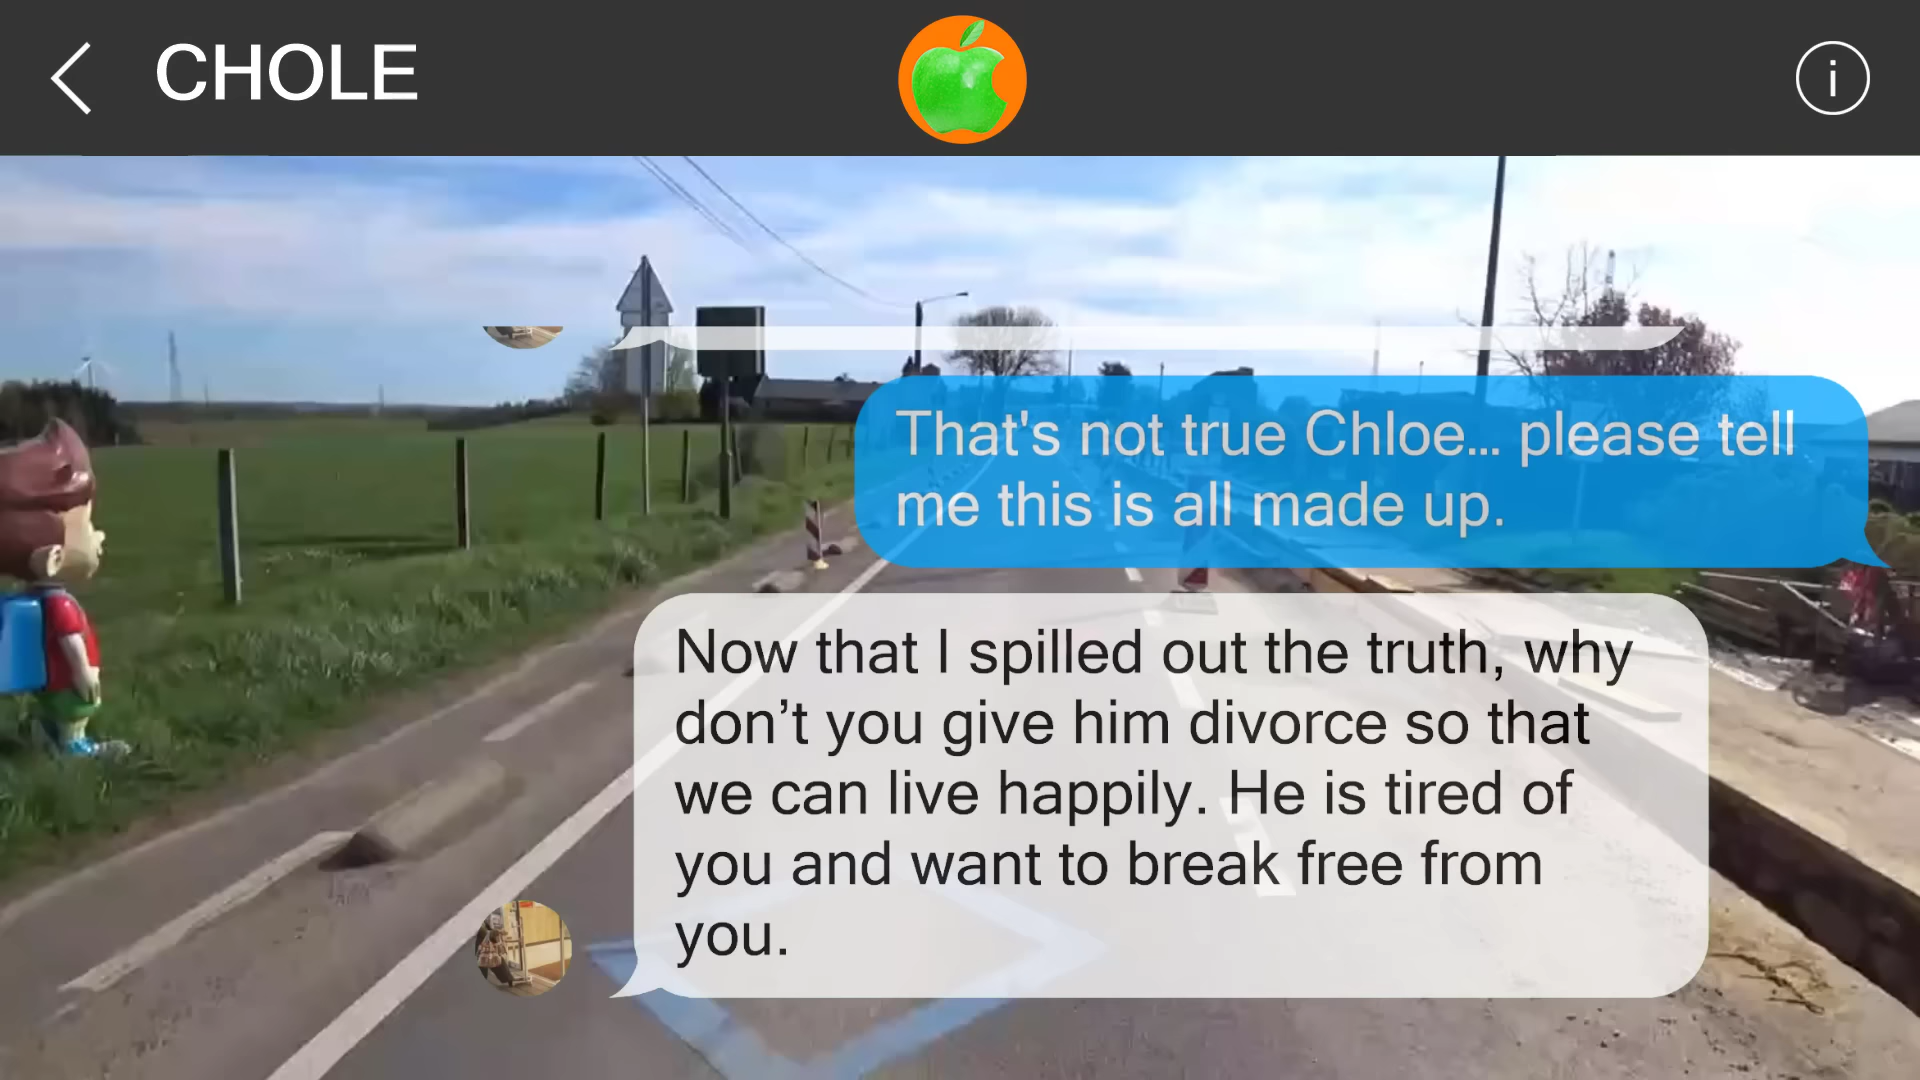 CHOLE
That's not true Chloe... please tell
me this is all made up.
Now that I spilled out the truth, why
don’t you give him divorce so that
we can live happily. He is tired of
you and want to break free from
you.